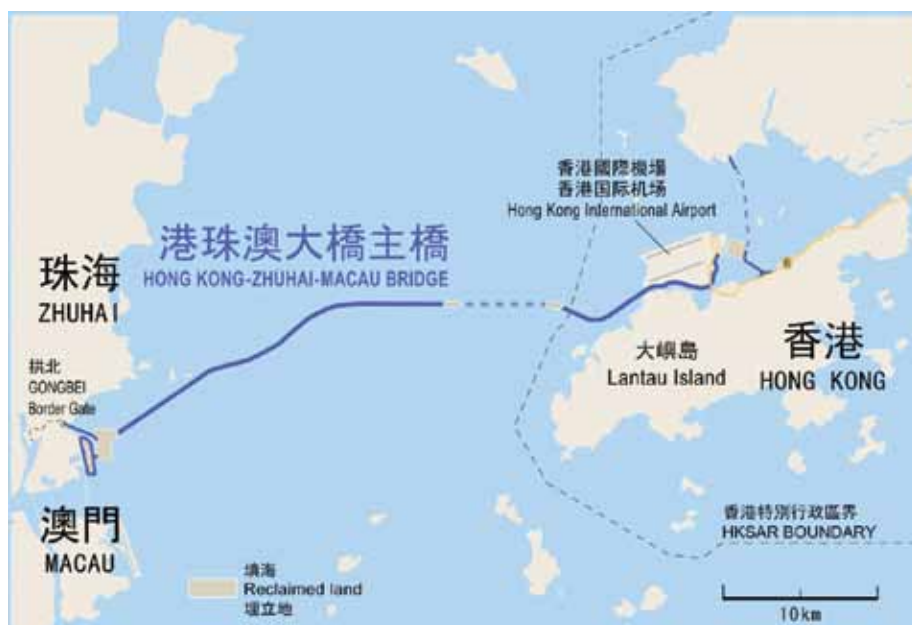 香港國際機場
香港国际机场
Hong Kong International Airport
港珠澳大橋主橋
HONG KONG-ZHUHAI-MACAU BRIDGE
珠海
ZHUHAI
大嶼島
Lantau Island
香港
HONG KONG
拱北
GONGBEI
Border Gate
澳門
MACAU
香港特別行政區界
HKSAR BOUNDARY
填海
Reclaimed land
埋立地
10km